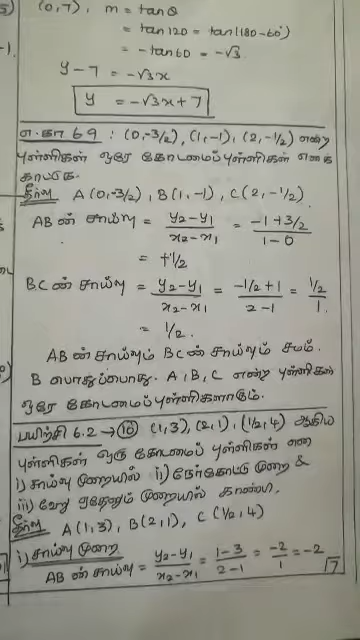 (0,7), m = tanθ
= tan120 = tan(180-60°)
= -tan60 = -√3
y-7 = -√3x
y = -√3x+7
எ.கா 6.9 : (0,-3/2), (1,-1), (2,-1/2) என்ற
புள்ளிகள் ஒரே கோடமைப்புள்ளிகள் எனக்
காட்டுக.
தீர்வு A(0,-3/2), B(1,-1), C(2,-1/2)
AB ன் சாய்வு = y₂-y₁/x₂-x₁ = -1+3/2/1-0
= +1/2
BC ன் சாய்வு = y₂-y₁/x₂-x₁ = -1/2+1/2-1 = 1/2/1
= 1/2.
AB ன் சாய்வும் BC ன் சாய்வும் சமம்.
B பொதுப்பொது. A, B, C என்ற புள்ளிகள்
ஒரே கோடமைப்புள்ளிகளாகும்.
பயிற்சி 6.2 → 10 (1,3), (2,1), (1/2,4) ஆகிய
புள்ளிகள் ஒரு கோடமைப் புள்ளிகள் என
i) சாய்வு முறையில் ii) நேர்கோட்டு முறை &
iii) வேறு ஏதேனும் முறையில் காண்க.
தீர்வு A(1,3), B(2,1), C(1/2,4)
i) சாய்வு முறை
AB ன் சாய்வு = y₂-y₁/x₂-x₁ = 1-3/2-1 = -2/1 = -2
7